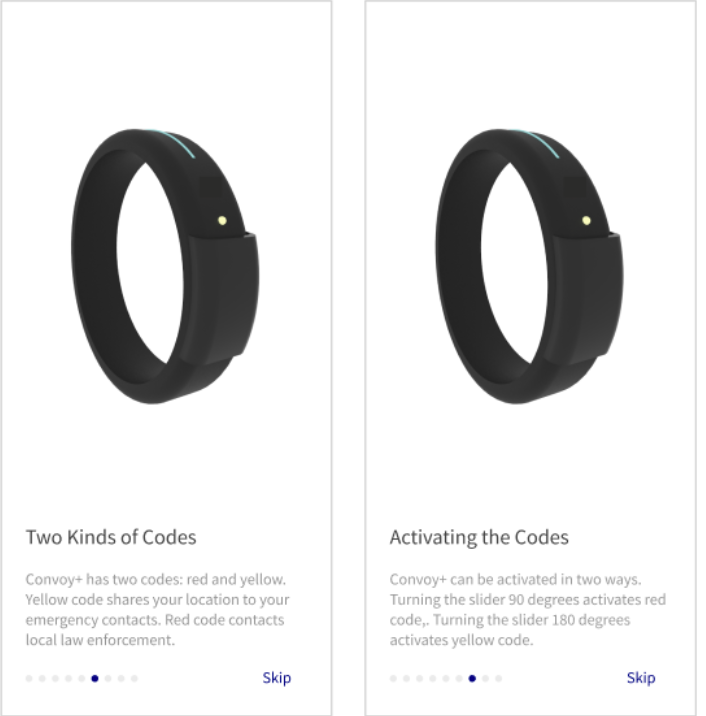 Two Kinds of Codes
Convoy+ has two codes: red and yellow.
Yellow code shares your location to your
emergency contacts. Red code contacts
local law enforcement.
Skip
Activating the Codes
Convoy+ can be activated in two ways.
Turning the slider 90 degrees activates red
code,. Turning the slider 180 degrees
activates yellow code.
Skip